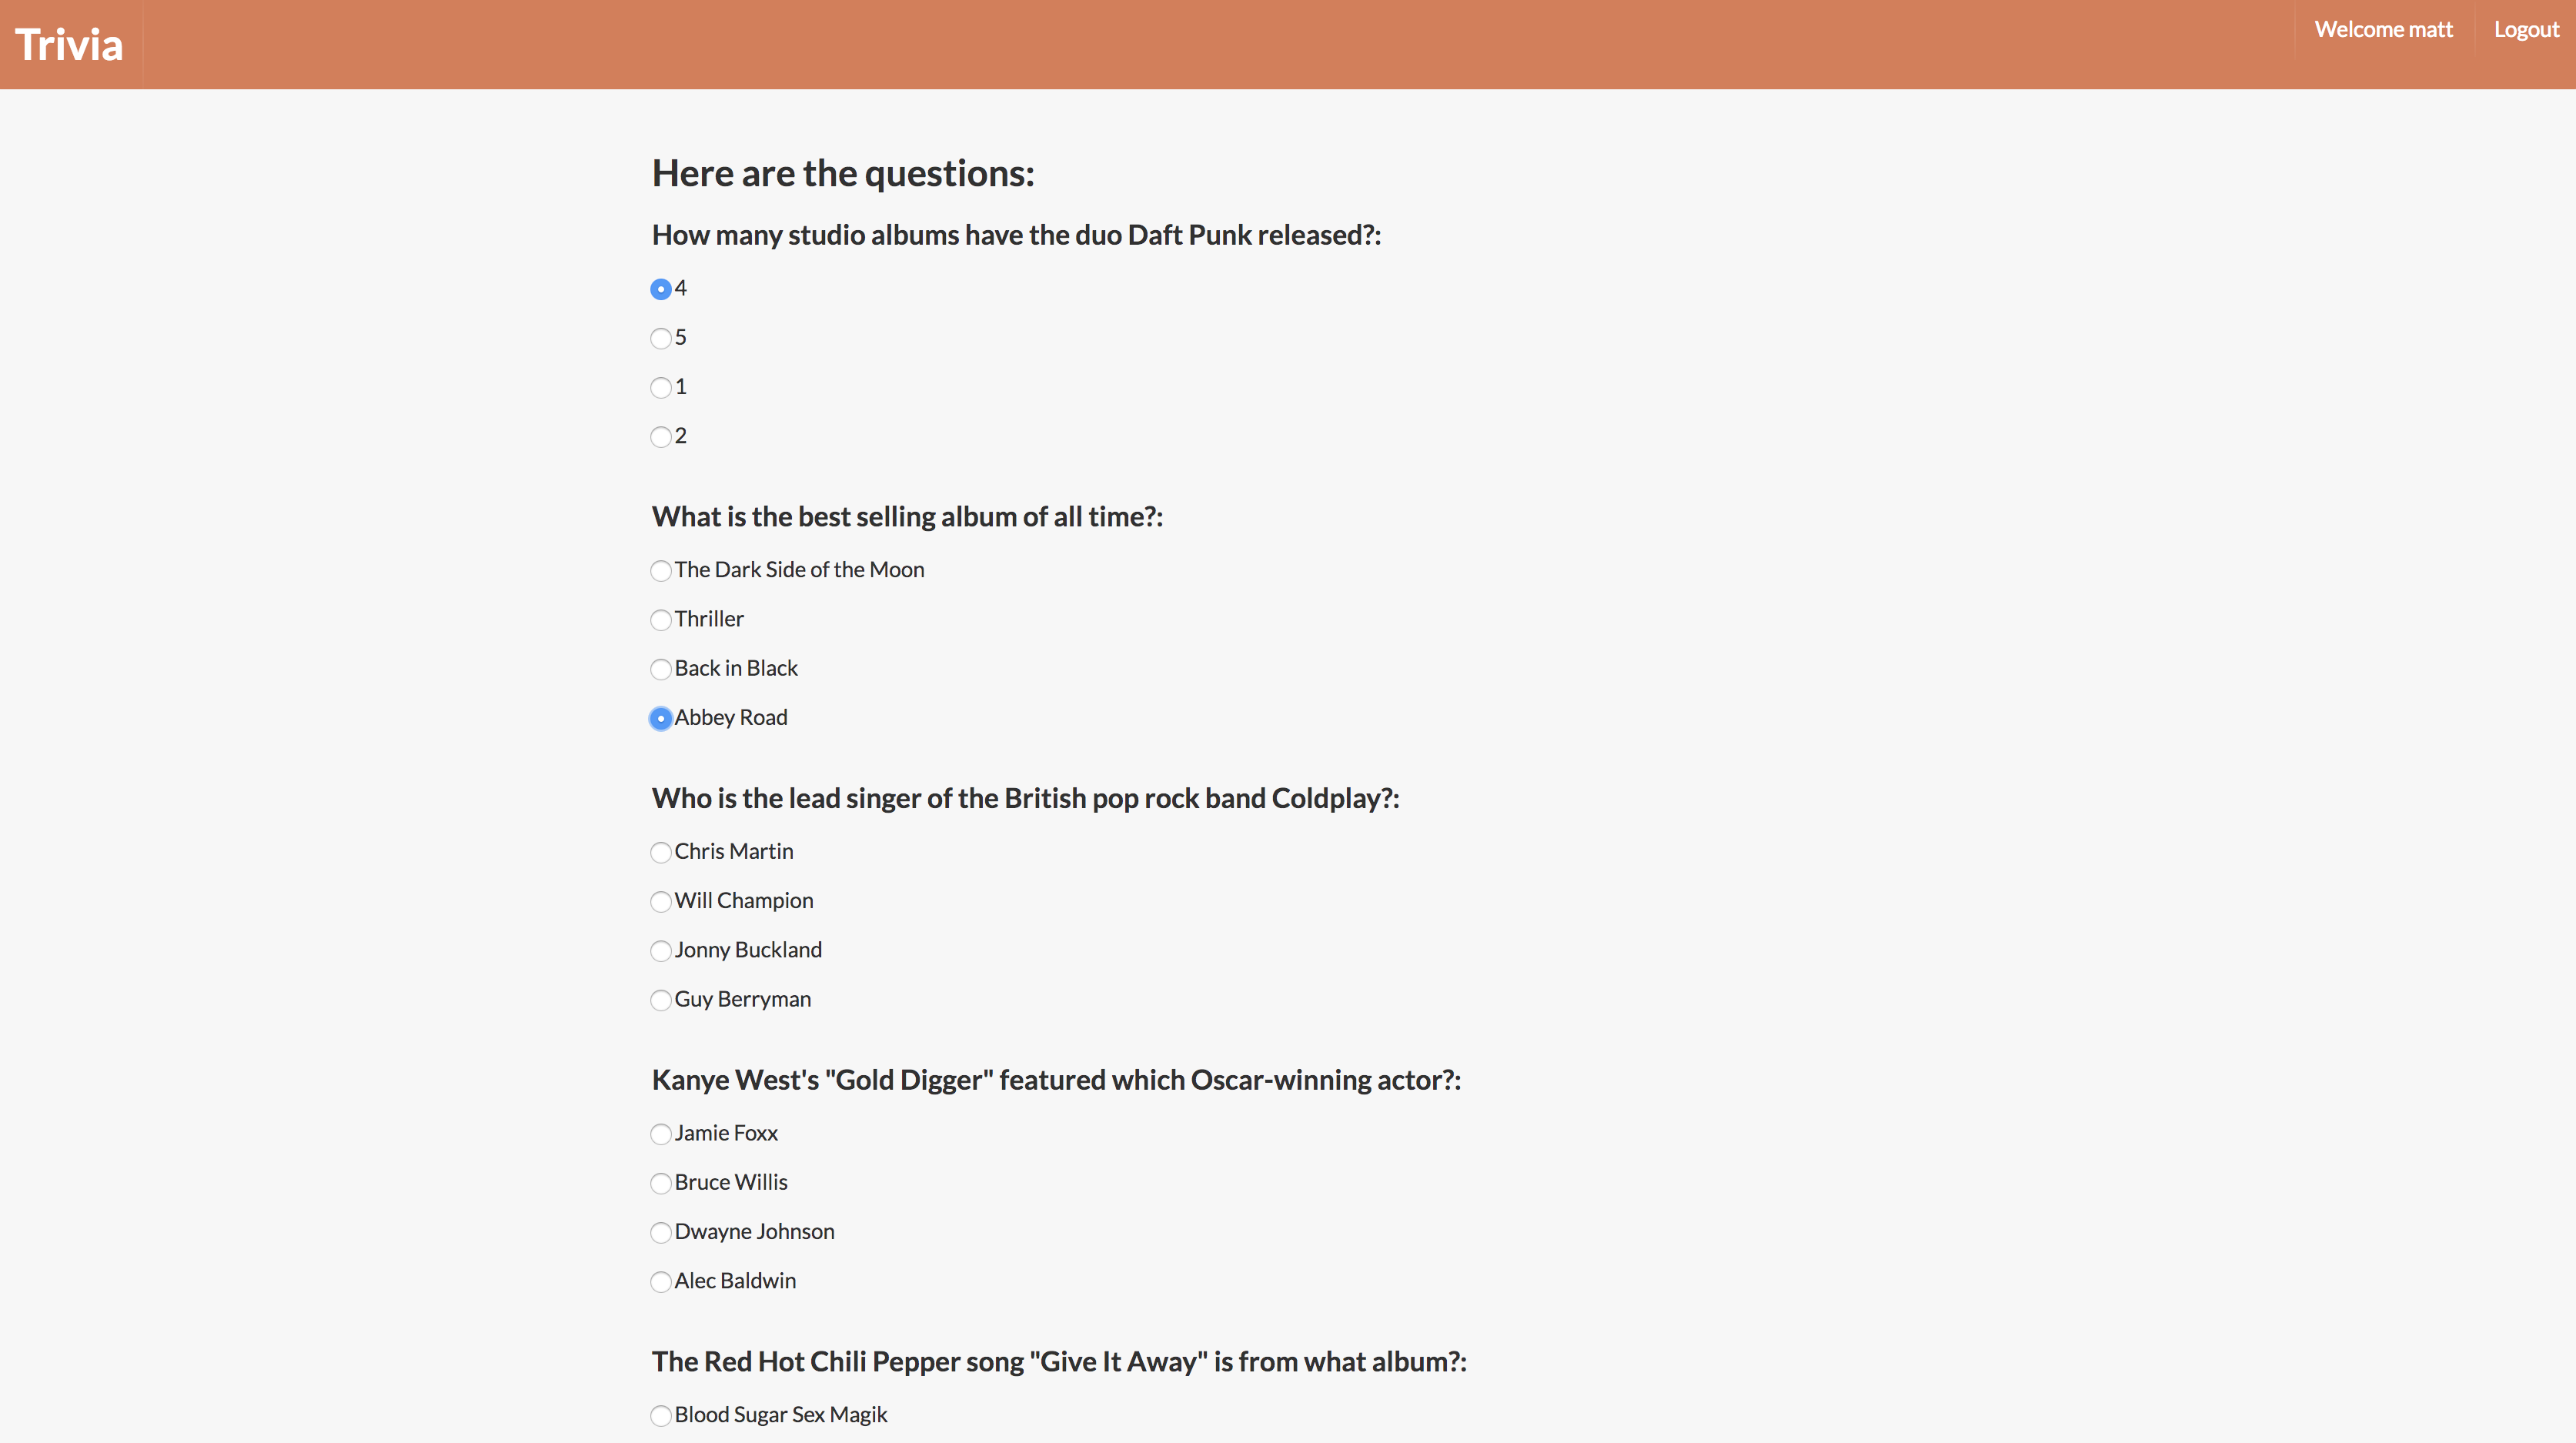 Trivia
Welcome matt
Logout
Here are the questions:
How many studio albums have the duo Daft Punk released?:
4
5
1
2
What is the best selling album of all time?:
The Dark Side of the Moon
Thriller
Back in Black
Abbey Road
Who is the lead singer of the British pop rock band Coldplay?:
Chris Martin
Will Champion
Jonny Buckland
Guy Berryman
Kanye West's "Gold Digger" featured which Oscar-winning actor?:
Jamie Foxx
Bruce Willis
Dwayne Johnson
Alec Baldwin
The Red Hot Chili Pepper song "Give It Away" is from what album?:
Blood Sugar Sex Magik